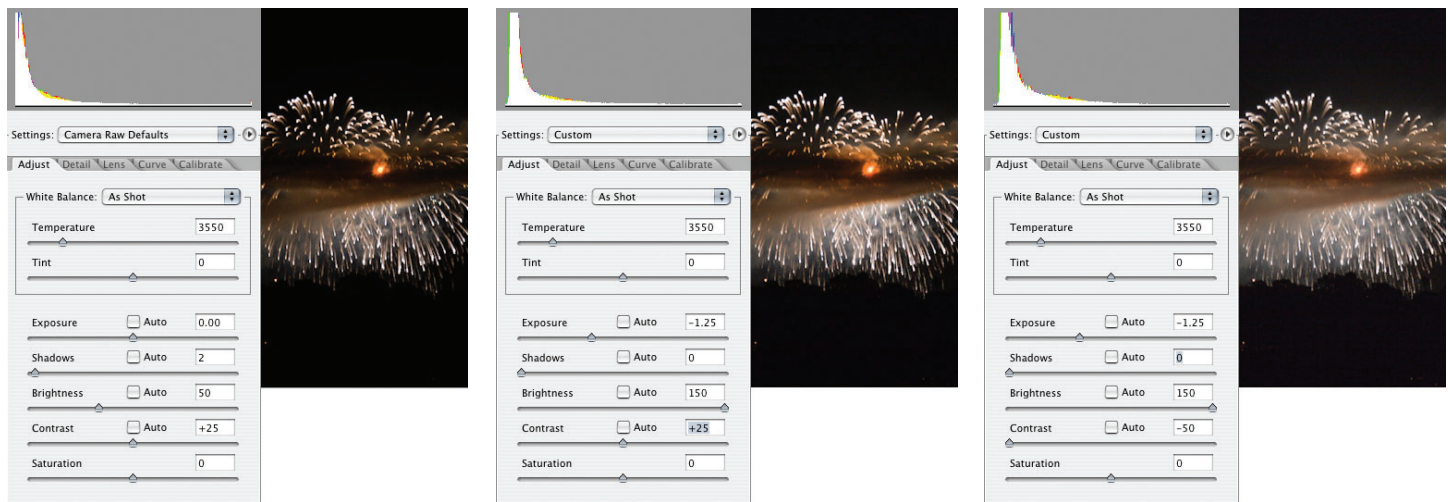 Settings: Camera Raw Defaults
Adjust Detail Lens Curve Calibrate
White Balance: As Shot
Temperature 3550
Tint 0
Exposure Auto 0.00
Shadows Auto 2
Brightness Auto 50
Contrast Auto +25
Saturation 0
Settings: Custom
Adjust Detail Lens Curve Calibrate
White Balance: As Shot
Temperature 3550
Tint 0
Exposure Auto −1.25
Shadows Auto 0
Brightness Auto 150
Contrast Auto +25
Saturation 0
Settings: Custom
Adjust Detail Lens Curve Calibrate
White Balance: As Shot
Temperature 3550
Tint 0
Exposure Auto −1.25
Shadows Auto 0
Brightness Auto 150
Contrast Auto −50
Saturation 0